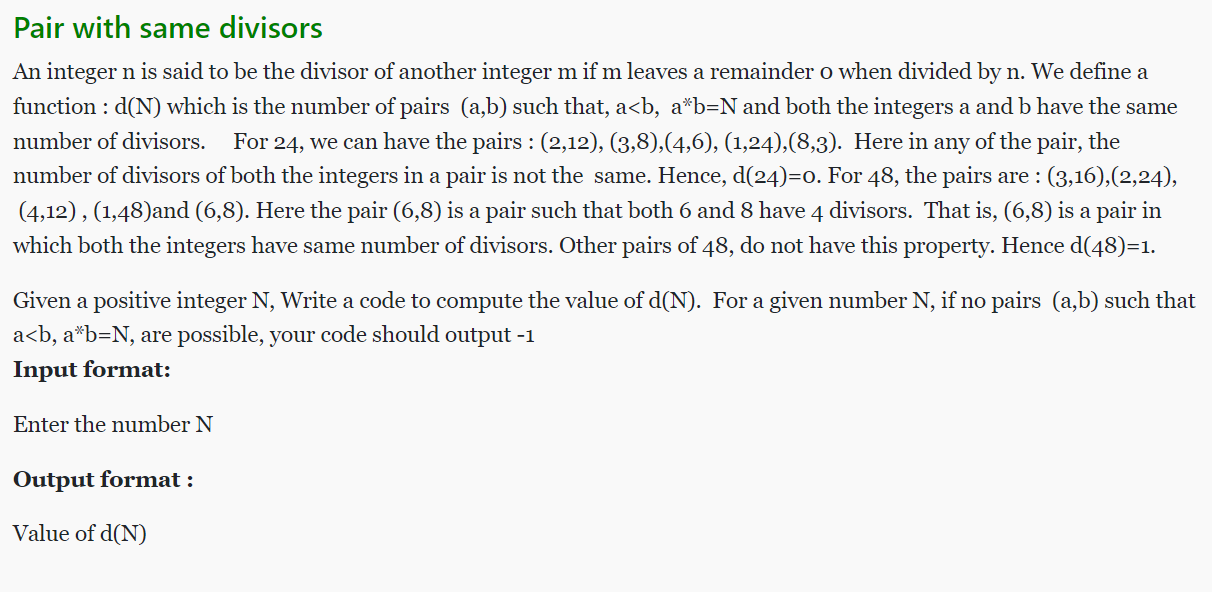 Pair with same divisors
An integer n is said to be the divisor of another integer m if m leaves a remainder 0 when divided by n. We define a
function : d(N) which is the number of pairs  (a,b) such that, a<b,  a*b=N and both the integers a and b have the same
number of divisors.     For 24, we can have the pairs : (2,12), (3,8),(4,6), (1,24),(8,3).  Here in any of the pair, the
number of divisors of both the integers in a pair is not the  same. Hence, d(24)=0. For 48, the pairs are : (3,16),(2,24),
(4,12) , (1,48)and (6,8). Here the pair (6,8) is a pair such that both 6 and 8 have 4 divisors.  That is, (6,8) is a pair in
which both the integers have same number of divisors. Other pairs of 48, do not have this property. Hence d(48)=1.
Given a positive integer N, Write a code to compute the value of d(N).  For a given number N, if no pairs  (a,b) such that
a<b, a*b=N, are possible, your code should output -1
Input format:
Enter the number N
Output format :
Value of d(N)